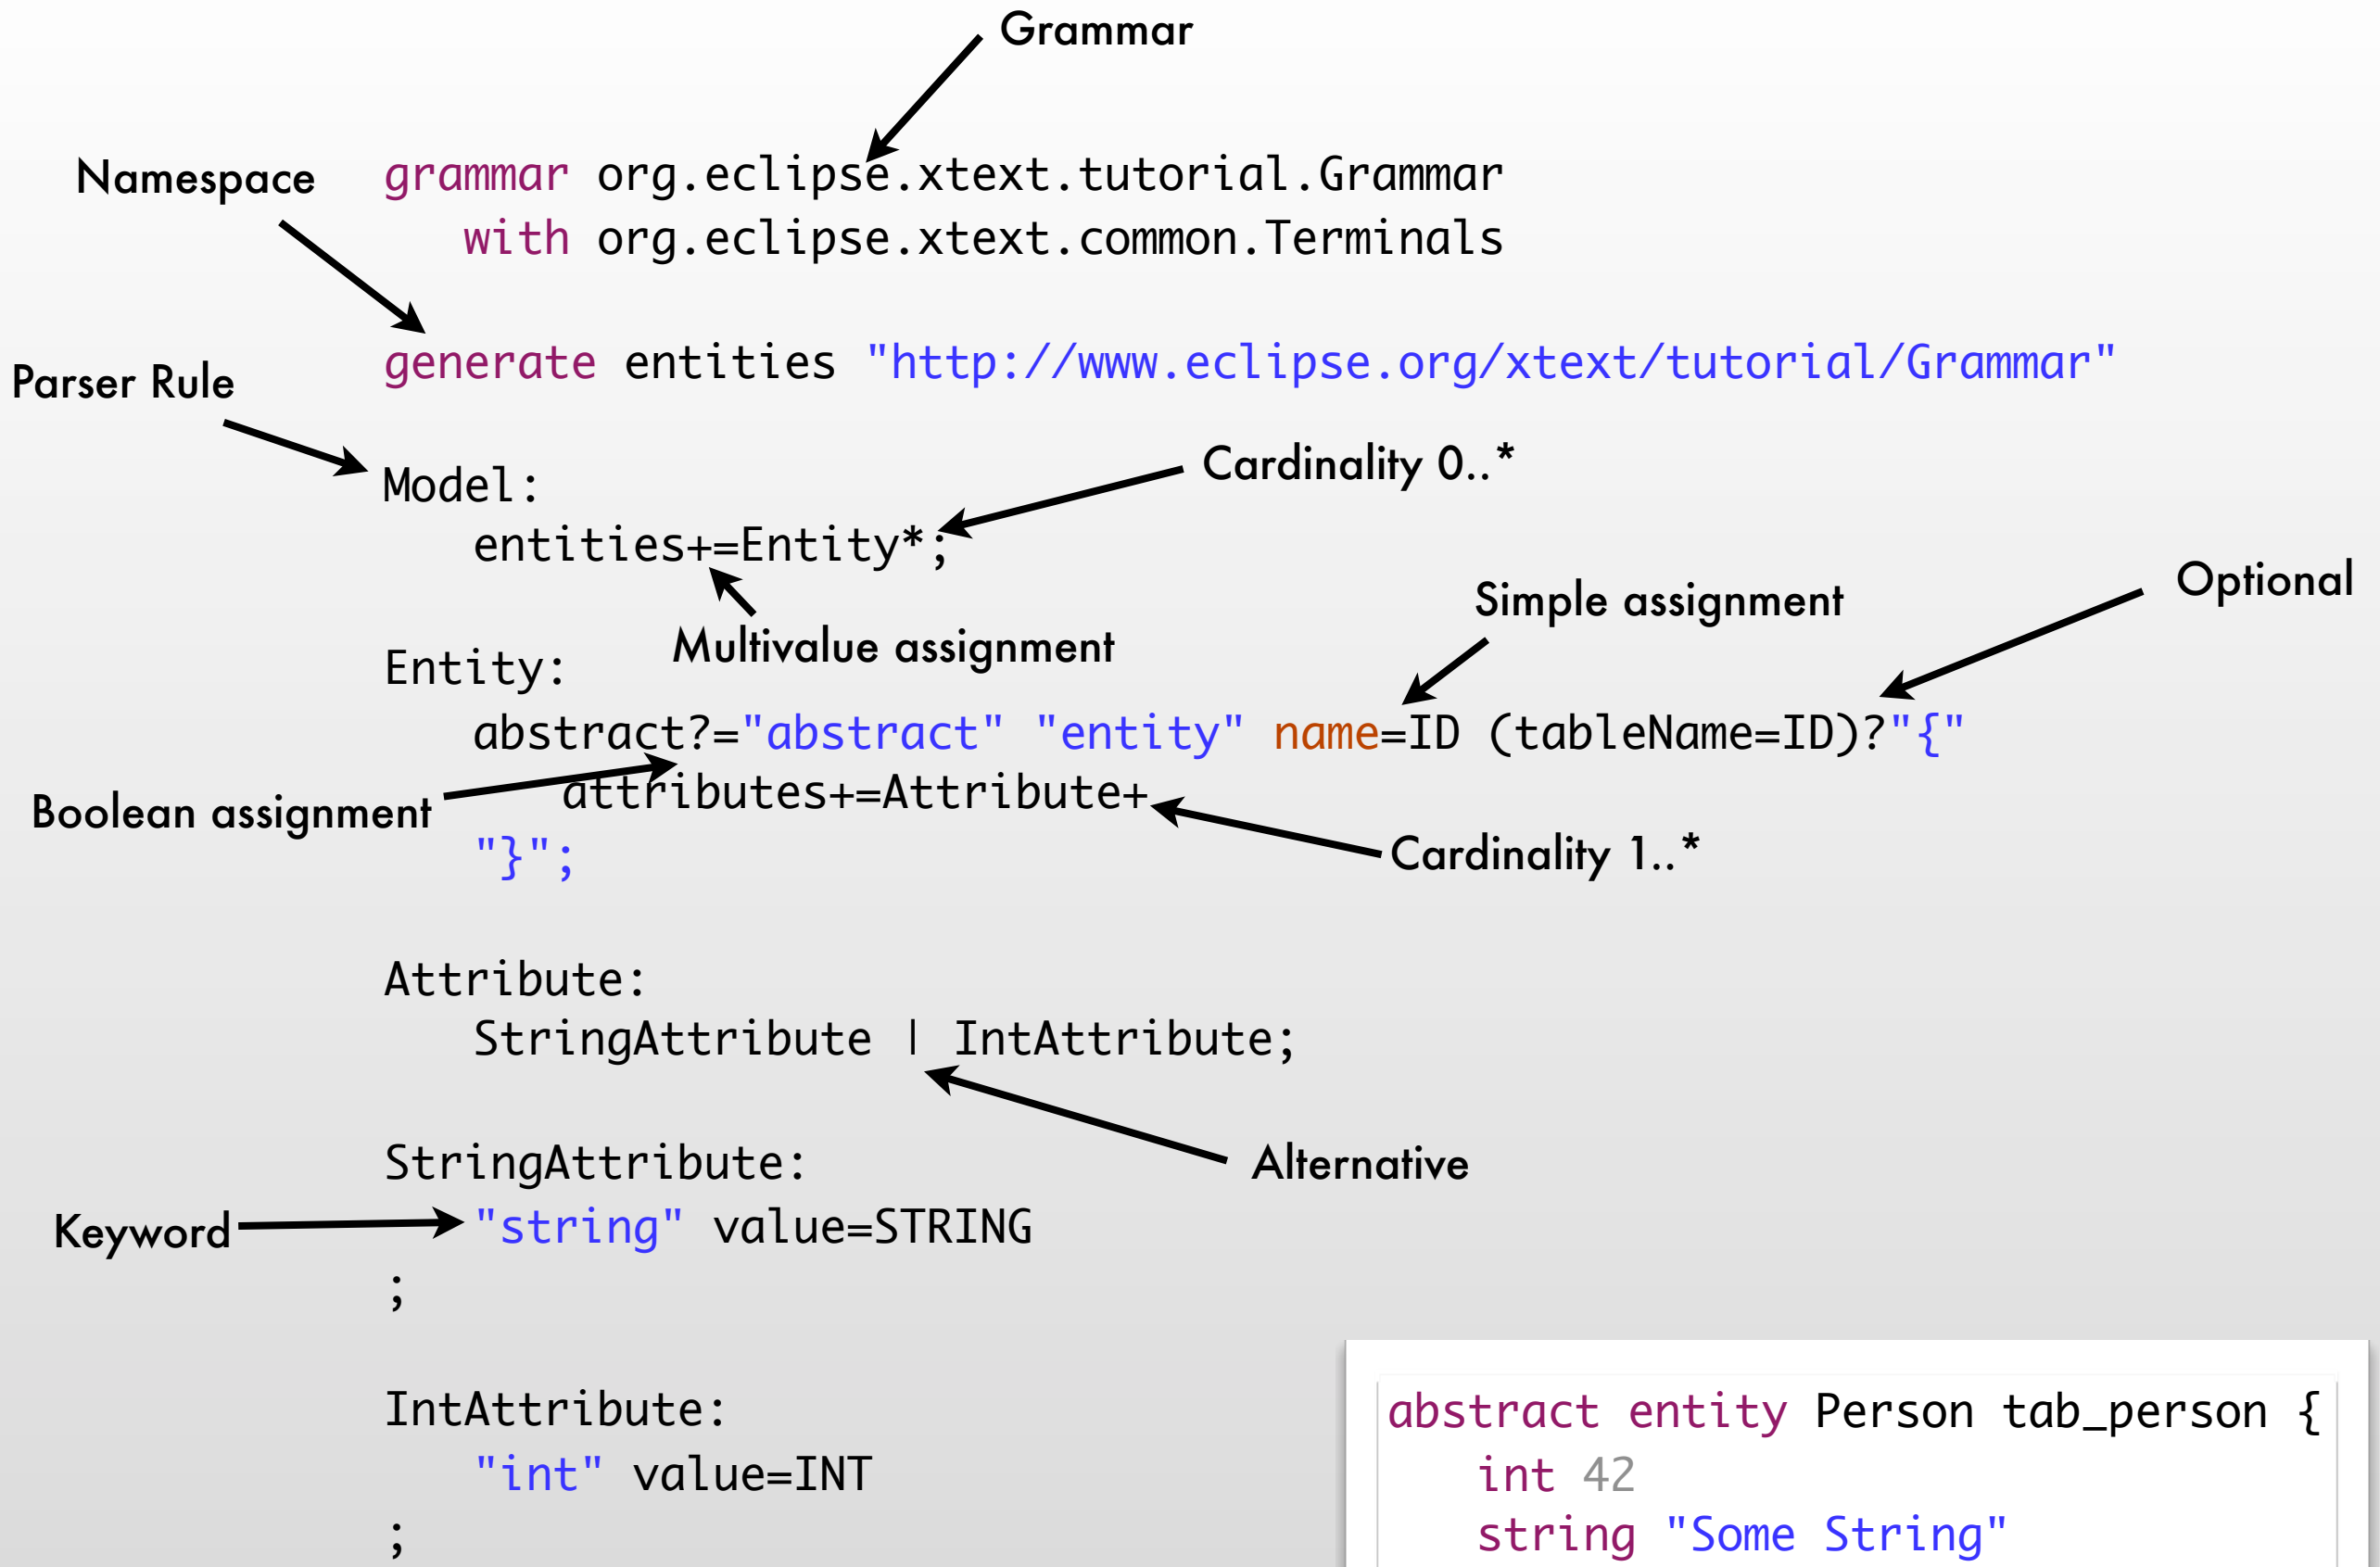 Grammar
Namespace
grammar org.eclipse.xtext.tutorial.Grammar
with org.eclipse.xtext.common.Terminals
generate entities "http://www.eclipse.org/xtext/tutorial/Grammar"
Parser Rule
Cardinality 0..*
Model:
entities+=Entity*;
Optional
Simple assignment
Multivalue assignment
Entity:
abstract?="abstract" "entity" name=ID (tableName=ID)?"{"
attributes+=Attribute+
Boolean assignment
"}";
Cardinality 1..*
Attribute:
StringAttribute | IntAttribute;
StringAttribute:
Alternative
Keyword
"string" value=STRING
;
IntAttribute:
"int" value=INT
;
abstract entity Person tab_person {
int 42
string "Some String"